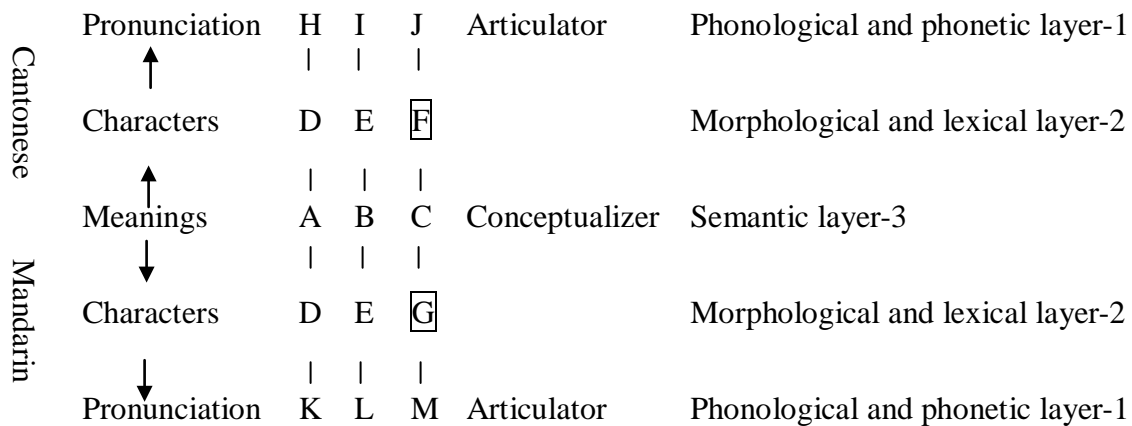 Pronunciation H I J Articulator Phonological and phonetic layer-1
Cantonese
Characters D E F Morphological and lexical layer-2
Meanings A B C Conceptualizer Semantic layer-3
Mandarin
Characters D E G Morphological and lexical layer-2
Pronunciation K L M Articulator Phonological and phonetic layer-1